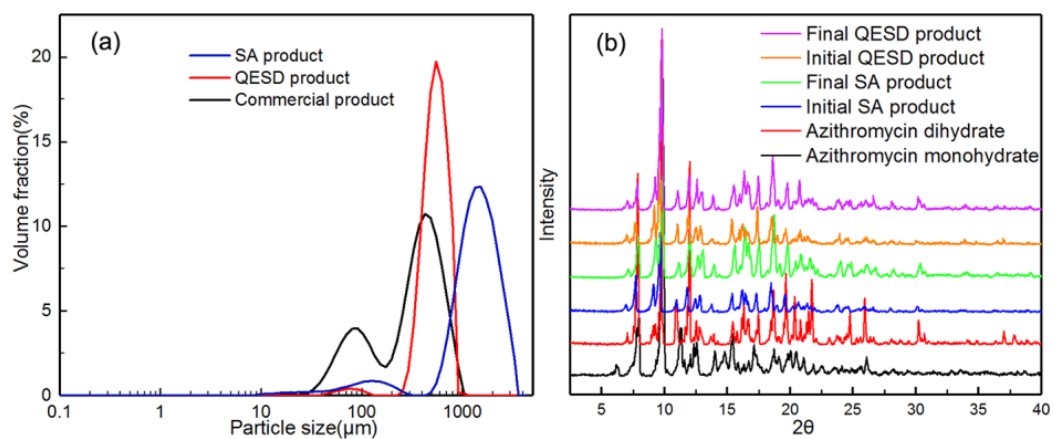 (a)
SA product
QESD product
Commercial product
Volume fraction(%)
20
15
10
5
0
0.1 1 10 100 1000
Particle size(μm)
(b)
Final QESD product
Initial QESD product
Final SA product
Initial SA product
Azithromycin dihydrate
Azithromycin monohydrate
Intensity
5 10 15 20 25 30 35 40
2θ